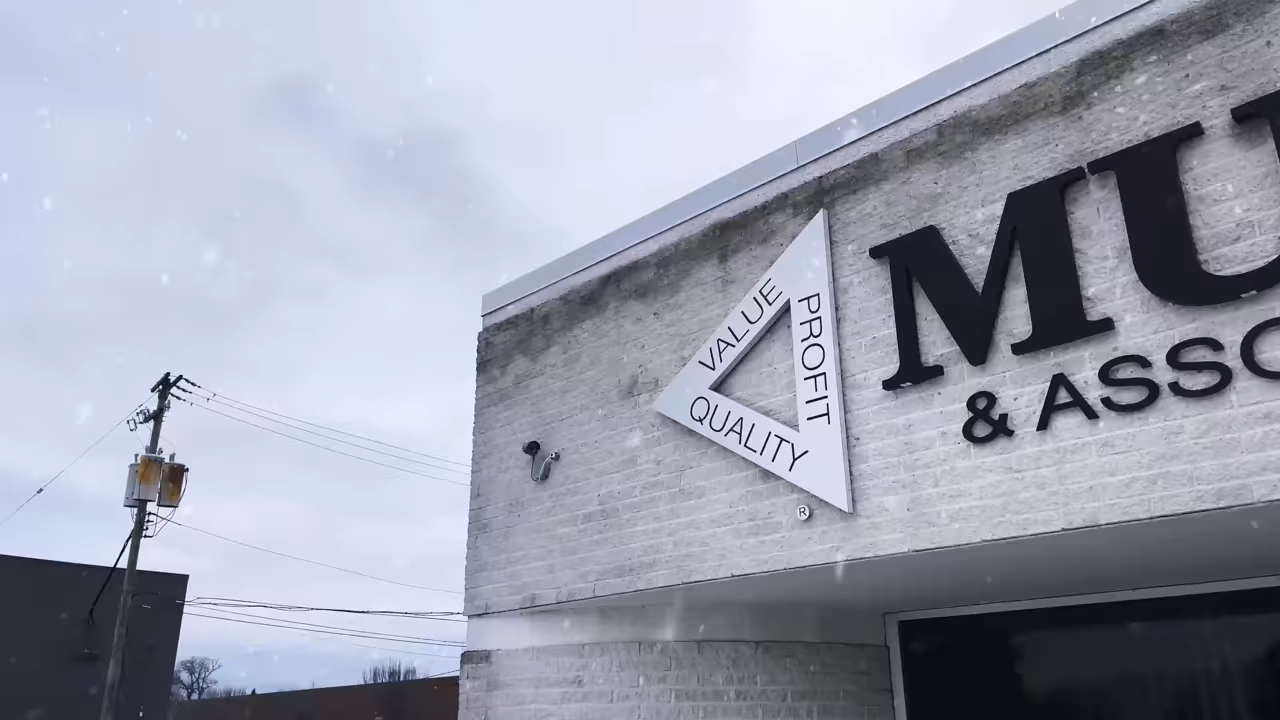 VALUE
PROFIT
QUALITY
®
MU
& ASSO